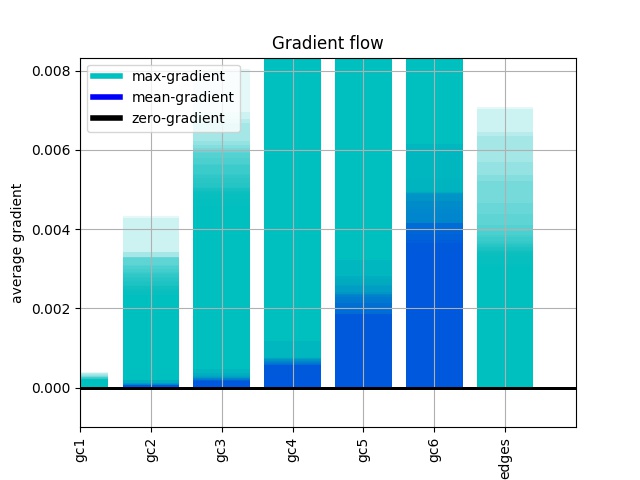 Gradient flow
max-gradient
mean-gradient
zero-gradient
average gradient
0.008
0.006
0.004
0.002
0.000
gc1
gc2
gc3
gc4
gc5
gc6
edges